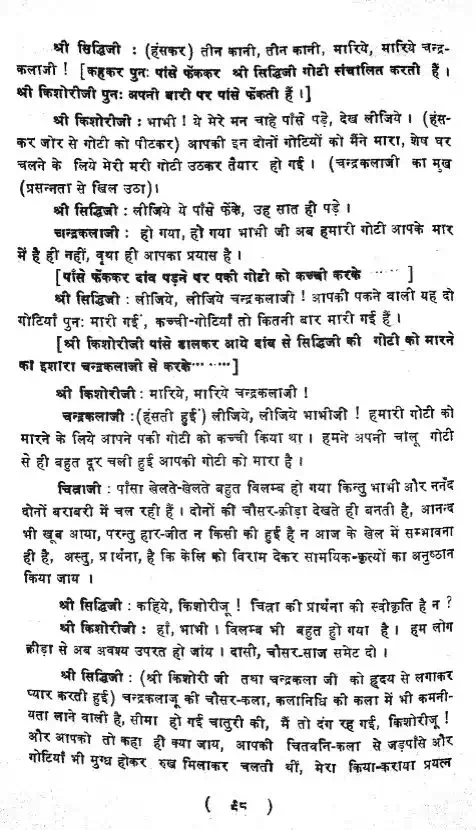 श्री सिद्धिजी : (हंसकर) तीन कानी, तीन कानी, मारिये, मारिये चन्द्र-
कलाजी ! [कहकर पुनः पांसे फेंककर श्री सिद्धिजी गोटी संचालित करती हैं ।
श्री किशोरीजी पुनः अपनी बारी पर पांसे फेंकती हैं ।]
श्री किशोरीजी : भाभी ! ये मेरे मन चाहे पाँसे पड़े, देख लीजिये । (हंस-
कर जोर से गोटी को पीटकर) आपकी इन दोनों गोटियों को मैंने मारा, शेष घर
चलने के लिये मेरी मरी गोटी उठकर तैयार हो गई । (चन्द्रकलाजी का मुख
(प्रसन्नता से खिल उठा)।
श्री सिद्धिजी : लीजिये ये पाँसे फेंके, उह सात ही पड़े ।
चन्द्रकलाजी : हो गया, हो गया भाभी जी अब हमारी गोटी आपके मार
में है ही नहीं, वृथा ही आपका प्रयास है ।
[पांसे फेंककर दांव पड़ने पर पकी गोटी को कच्ची करके ...... ]
श्री सिद्धिजी : लीजिये, लीजिये चन्द्रकलाजी ! आपकी पकने वाली यह दो
गोटियाँ पुनः मारी गईं, कच्ची-गोटियाँ तो कितनी बार मारी गई हैं ।
[श्री किशोरीजी पांसे डालकर आये दांव से सिद्धिजी की गोटी को मारने
का इशारा चन्द्रकलाजी से करके........]
श्री किशोरीजी : मारिये, मारिये चन्द्रकलाजी !
चन्द्रकलाजी : (हंसती हुईं) लीजिये, लीजिये भाभीजी ! हमारी गोटी को
मारने के लिये आपने पकी गोटी को कच्ची किया था । हमने अपनी चालू गोटी
से ही बहुत दूर चली हुई आपकी गोटी को मारा है ।
चित्राजी : पांसा खेलते-खेलते बहुत विलम्ब हो गया किन्तु भाभी और ननँद
दोनों बराबरी में चल रही हैं । दोनों की चौसर-क्रीड़ा देखते ही बनती है, आनन्द
भी खूब आया, परन्तु हार-जीत न किसी की हुई है न आज के खेल में सम्भावना
ही है, अस्तु, प्रार्थना, है कि केलि को विराम देकर सामयिक-कृत्यों का अनुष्ठान
किया जाय ।
श्री सिद्धिजी : कहिये, किशोरीजू ! चित्रा की प्रार्थना की स्वीकृति है न ?
श्री किशोरीजी : हाँ, भाभी । विलम्ब भी बहुत हो गया है । हम लोग
क्रीड़ा से अब अवश्य उपरत हो जांय । दासी, चौसर-साज समेट दो ।
श्री सिद्धिजी : (श्री किशोरी जी तथा चन्द्रकला जी को हृदय से लगाकर
प्यार करती हुई) चन्द्रकलाजू की चौसर-कला, कलानिधि की कला में भी कमनी-
यता लाने वाली है, सीमा हो गई चातुरी की, मैं तो दंग रह गई, किशोरीजू !
और आपको तो कहा ही क्या जाय, आपकी चितवनि-कला से जड़पाँसे और
गोटियाँ भी मुग्ध होकर रुख मिलाकर चलती थीं, मेरा किया-कराया प्रयत्न
( ६८ )